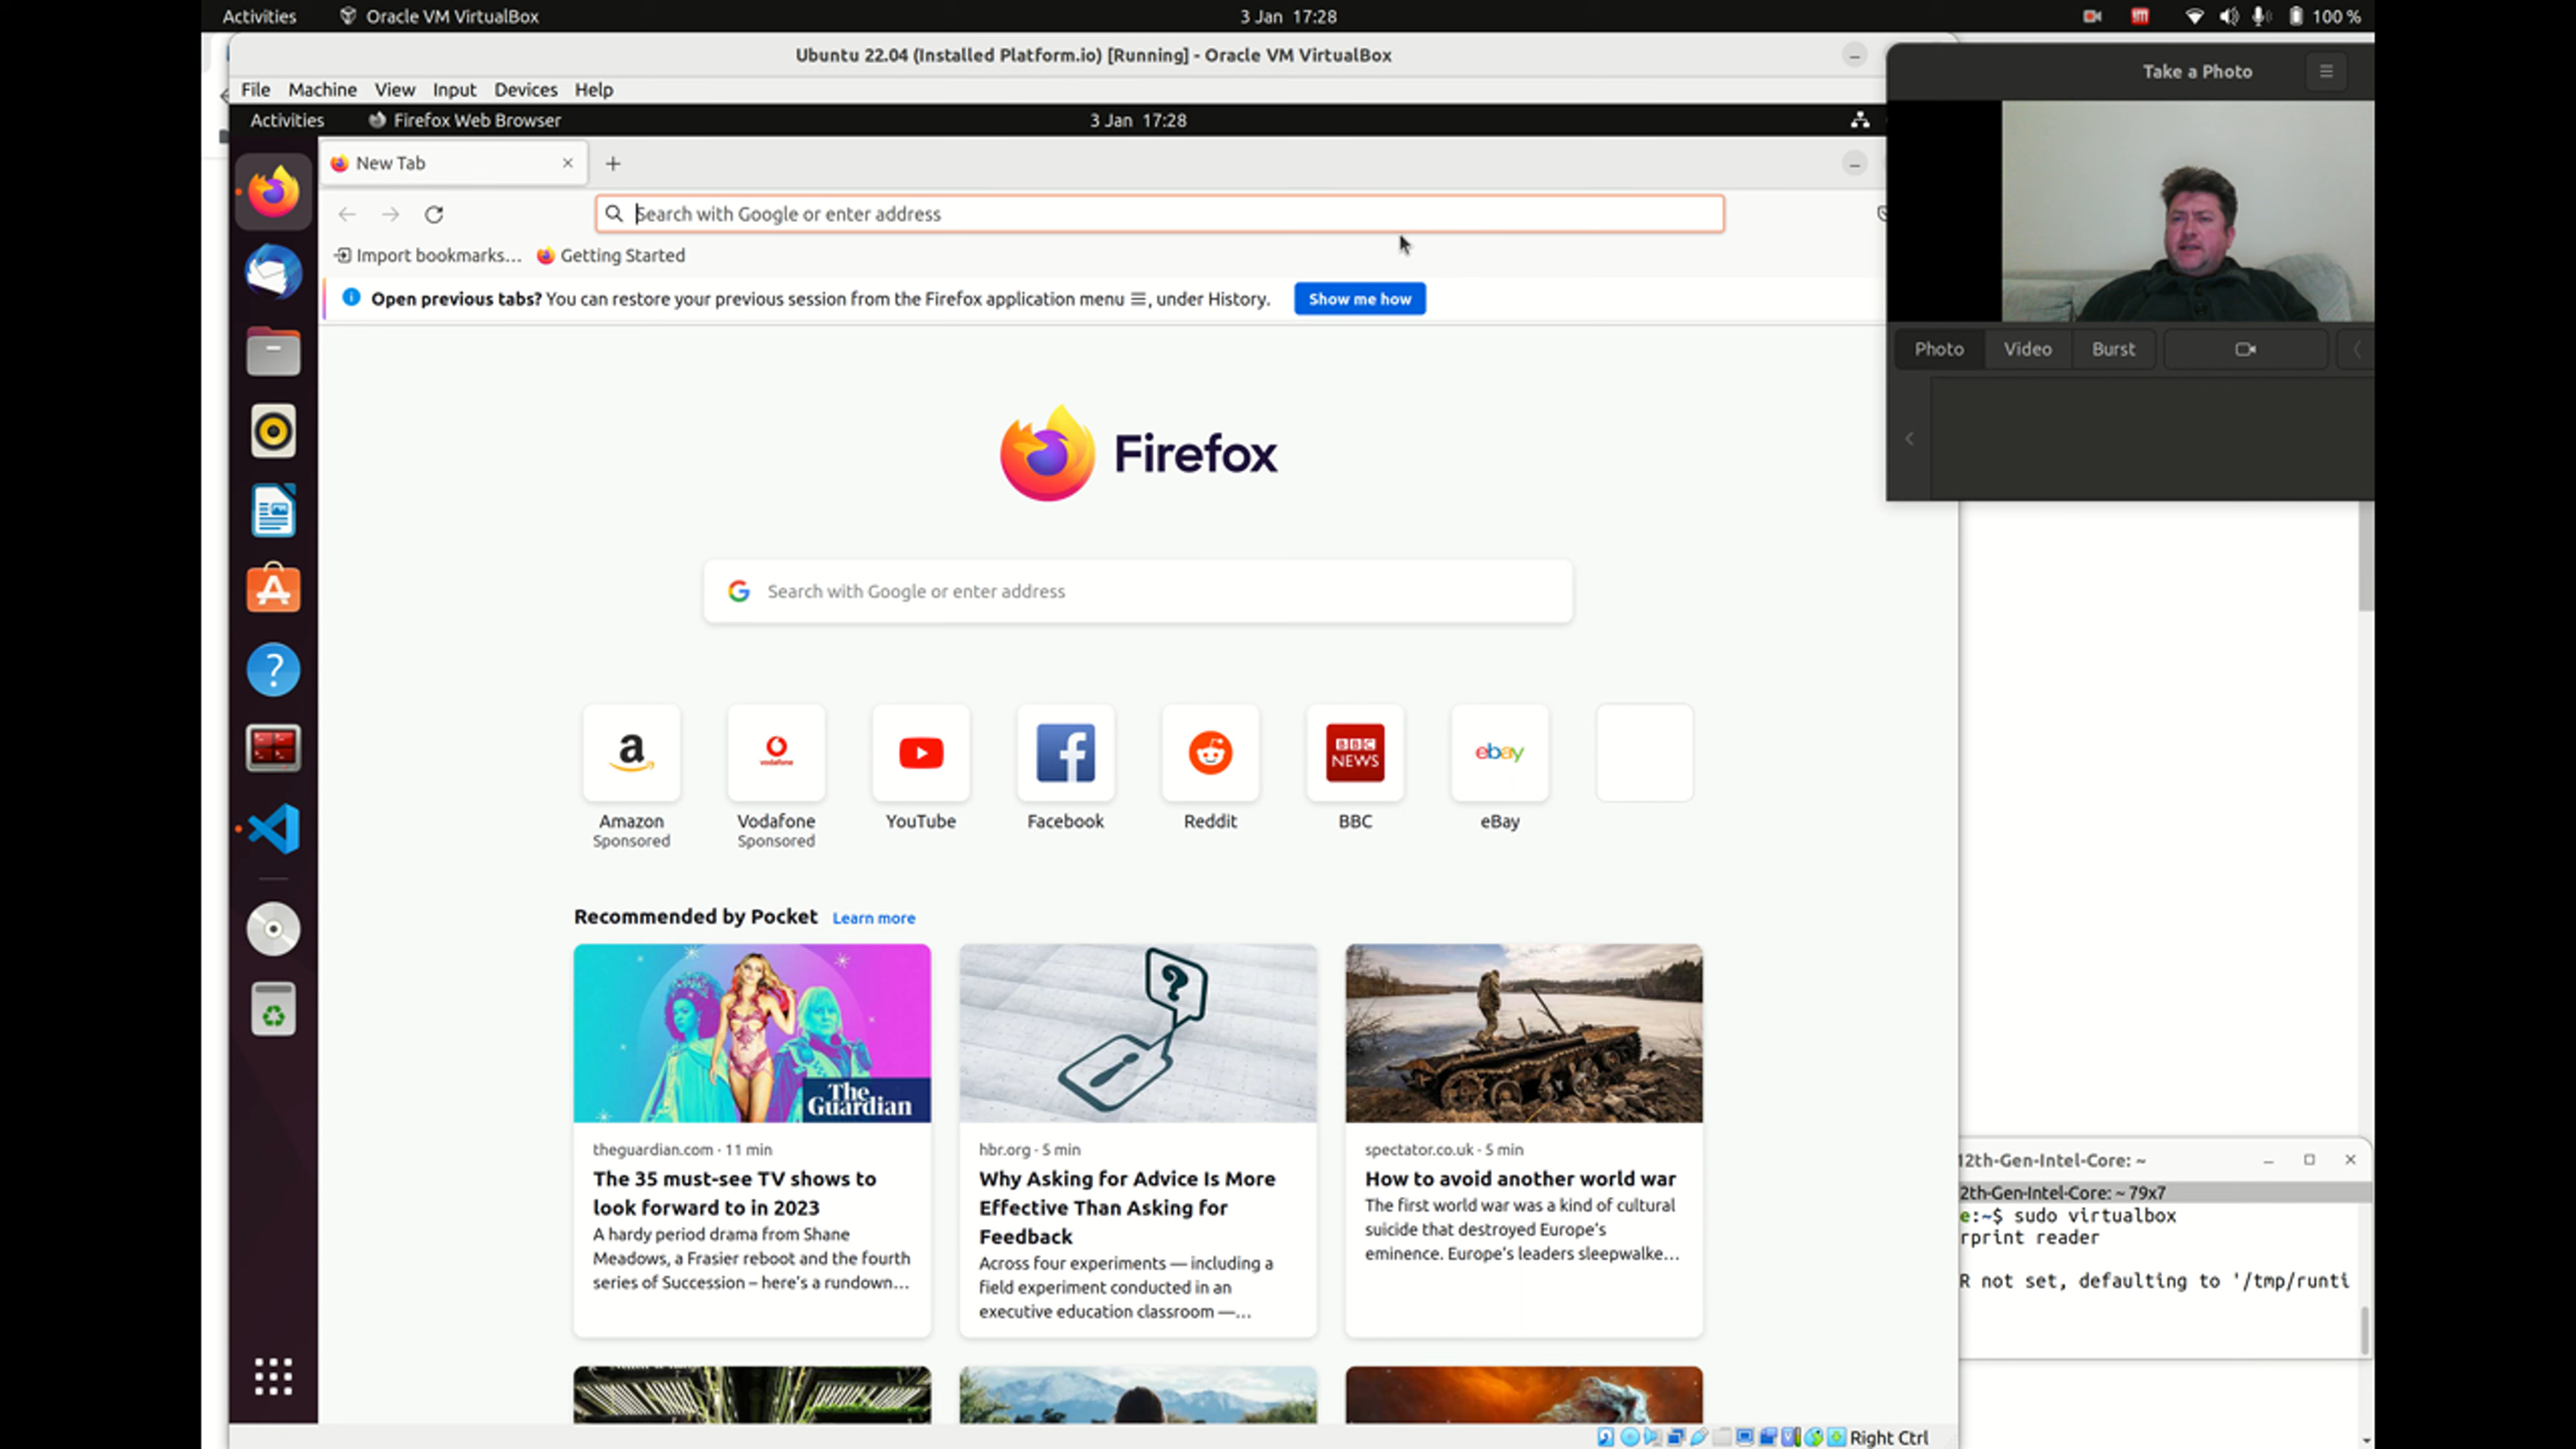 Activities Oracle VM VirtualBox 3 Jan 17:28 100 %
Ubuntu 22.04 (Installed Platform.io) [Running] - Oracle VM VirtualBox
File Machine View Input Devices Help
Activities Firefox Web Browser 3 Jan 17:28
Take a Photo
New Tab
Search with Google or enter address
Import bookmarks... Getting Started
Open previous tabs? You can restore your previous session from the Firefox application menu ☰, under History. Show me how
Photo Video Burst
Firefox
Search with Google or enter address
a vodafone f BBC NEWS ebay
Amazon Vodafone YouTube Facebook Reddit BBC eBay
Sponsored Sponsored
Recommended by Pocket Learn more
The Guardian
theguardian.com · 11 min
The 35 must-see TV shows to
look forward to in 2023
A hardy period drama from Shane
Meadows, a Frasier reboot and the fourth
series of Succession – here's a rundown...
hbr.org · 5 min
Why Asking for Advice Is More
Effective Than Asking for
Feedback
Across four experiments — including a
field experiment conducted in an
executive education classroom —...
spectator.co.uk · 5 min
How to avoid another world war
The first world war was a kind of cultural
suicide that destroyed Europe's
eminence. Europe's leaders sleepwalke...
12th-Gen-Intel-Core: ~
2th-Gen-Intel-Core: ~ 79x7
e:~$ sudo virtualbox
rprint reader
R not set, defaulting to '/tmp/runti
Right Ctrl